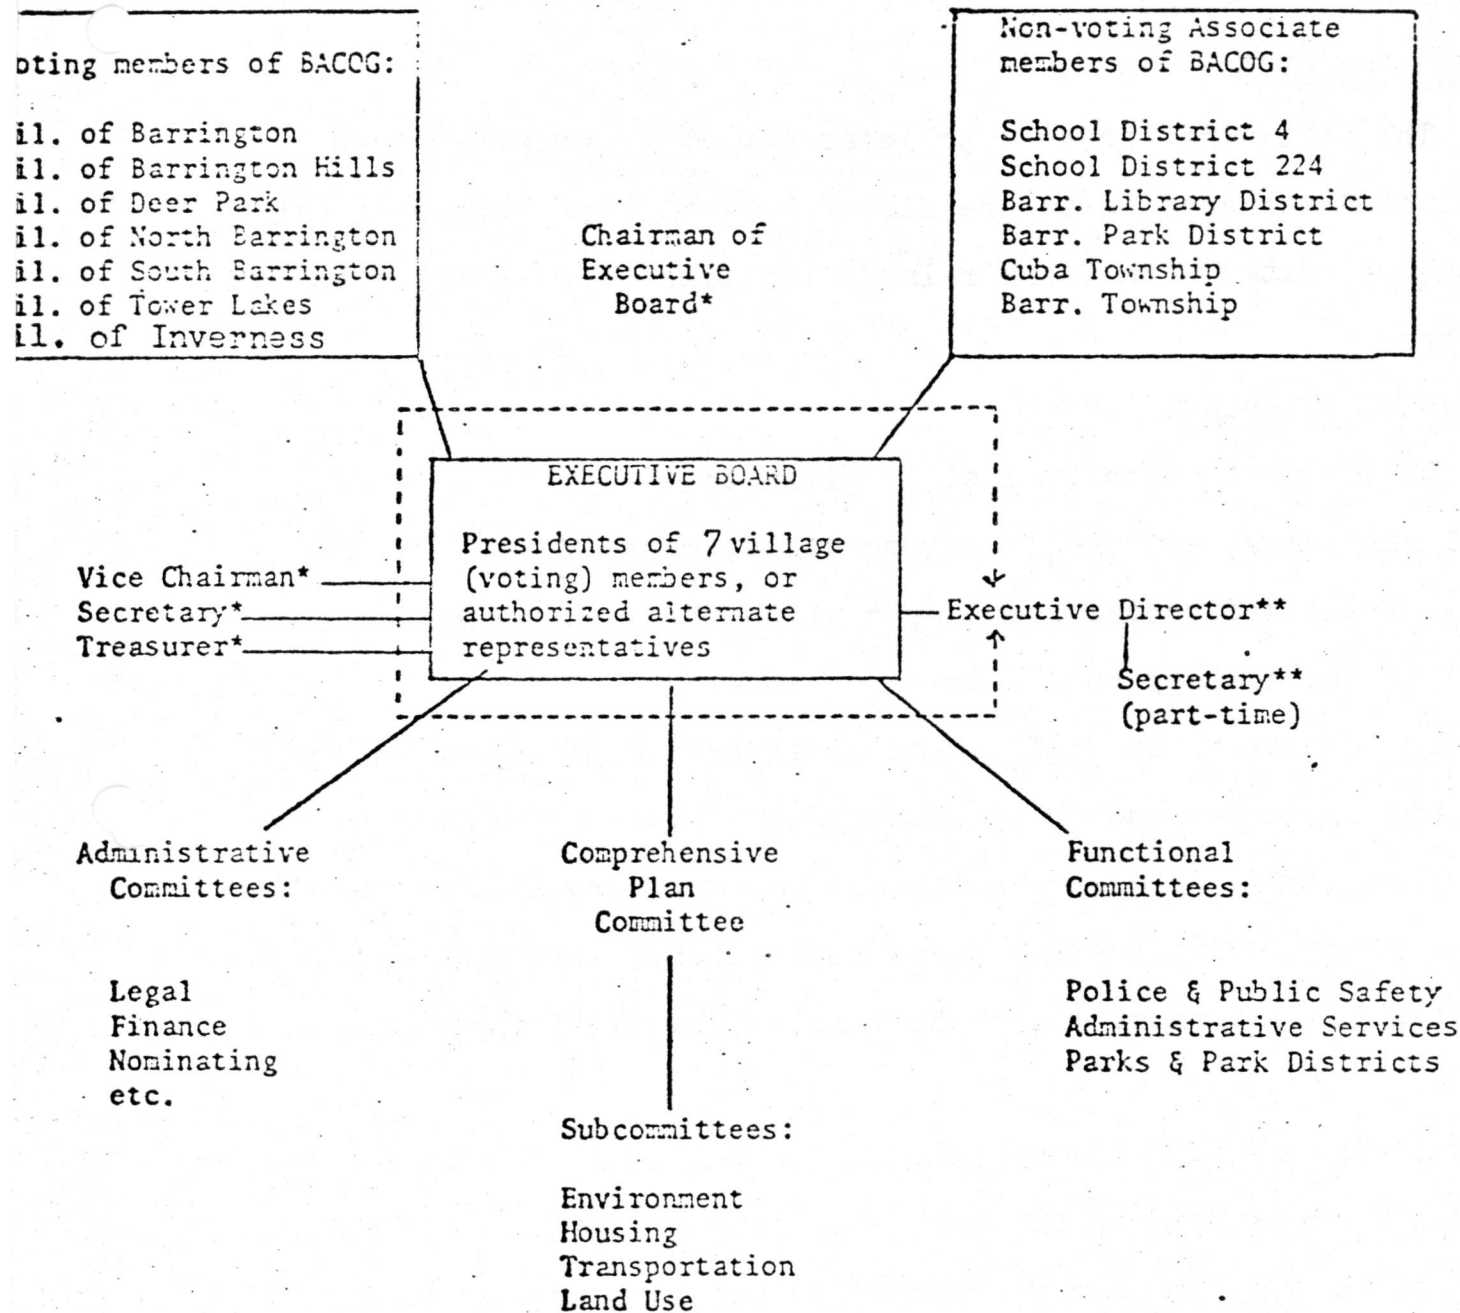 oting members of BACOG:
il. of Barrington
il. of Barrington Hills
il. of Deer Park
il. of North Barrington
il. of South Barrington
il. of Tower Lakes
il. of Inverness
Chairman of
Executive
Board*
Non-voting Associate
members of BACOG:
School District 4
School District 224
Barr. Library District
Barr. Park District
Cuba Township
Barr. Township
EXECUTIVE BOARD
Presidents of 7 village
(voting) members, or
authorized alternate
representatives
Vice Chairman*
Secretary*
Treasurer*
Executive Director**
Secretary**
(part-time)
Administrative
Committees:
Legal
Finance
Nominating
etc.
Comprehensive
Plan
Committee
Subcommittees:
Environment
Housing
Transportation
Land Use
Functional
Committees:
Police & Public Safety
Administrative Services
Parks & Park Districts